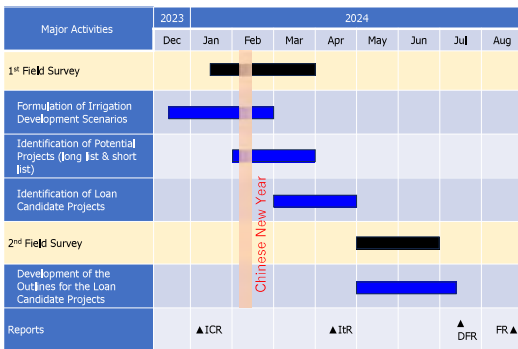 Major Activities
2023
2024
Dec
Jan
Feb
Mar
Apr
May
Jun
Jul
Aug
1st Field Survey
Formulation of Irrigation
Development Scenarios
Identification of Potential
Projects (long list & short
list)
Identification of Loan
Candidate Projects
Chinese New Year
2nd Field Survey
Development of the
Outlines for the Loan
Candidate Projects
Reports
▲ICR
▲ItR
▲
DFR
FR▲